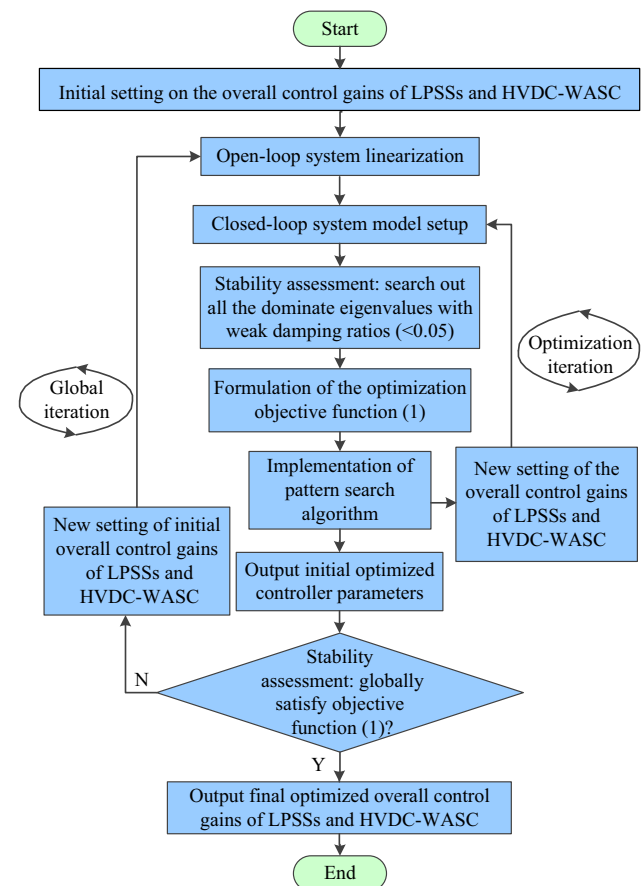 Start
Initial setting on the overall control gains of LPSSs and HVDC-WASC
Open-loop system linearization
Closed-loop system model setup
Stability assessment: search out
all the dominate eigenvalues with
weak damping ratios (<0.05)
Optimization
iteration
Global
iteration
Formulation of the optimization
objective function (1)
Implementation of
pattern search
algorithm
New setting of the
overall control gains
of LPSSs and
HVDC-WASC
New setting of initial
overall control gains
of LPSSs and
HVDC-WASC
Output initial optimized
controller parameters
Stability
assessment: globally
satisfy objective
function (1)?
N
Y
Output final optimized overall control
gains of LPSSs and HVDC-WASC
End